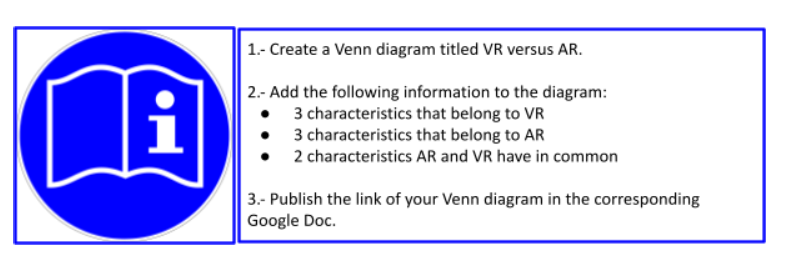 1.- Create a Venn diagram titled VR versus AR.
2.- Add the following information to the diagram:
● 3 characteristics that belong to VR
● 3 characteristics that belong to AR
● 2 characteristics AR and VR have in common
3.- Publish the link of your Venn diagram in the corresponding
Google Doc.